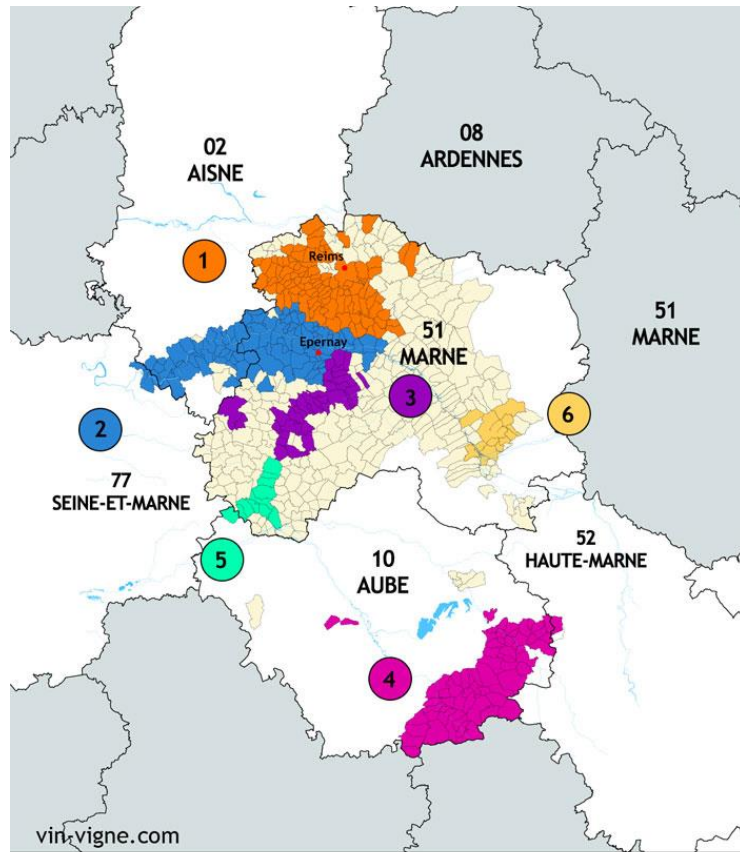 02
AISNE
08
ARDENNES
1
Reims
51
MARNE
51
MARNE
Epernay
3
6
2
77
SEINE-ET-MARNE
5
10
AUBE
52
HAUTE-MARNE
4
vin-vigne.com